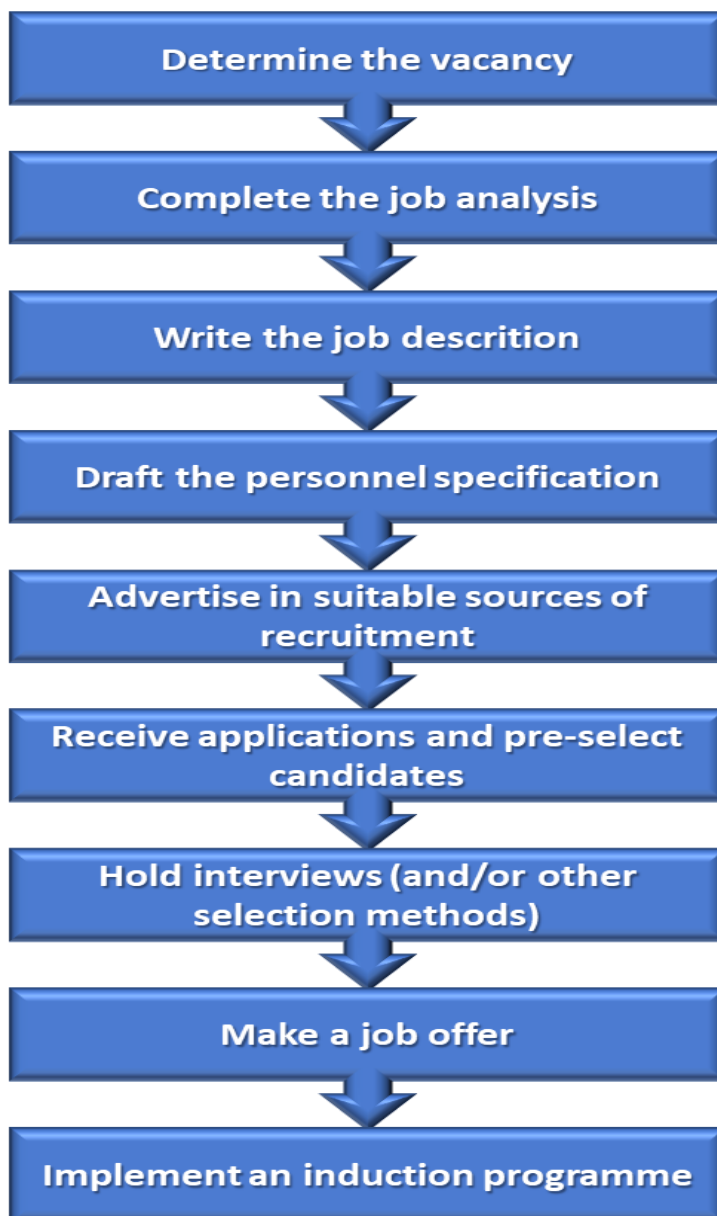 Determine the vacancy
Complete the job analysis
Write the job descrition
Draft the personnel specification
Advertise in suitable sources of
recruitment
Receive applications and pre-select
candidates
Hold interviews (and/or other
selection methods)
Make a job offer
Implement an induction programme